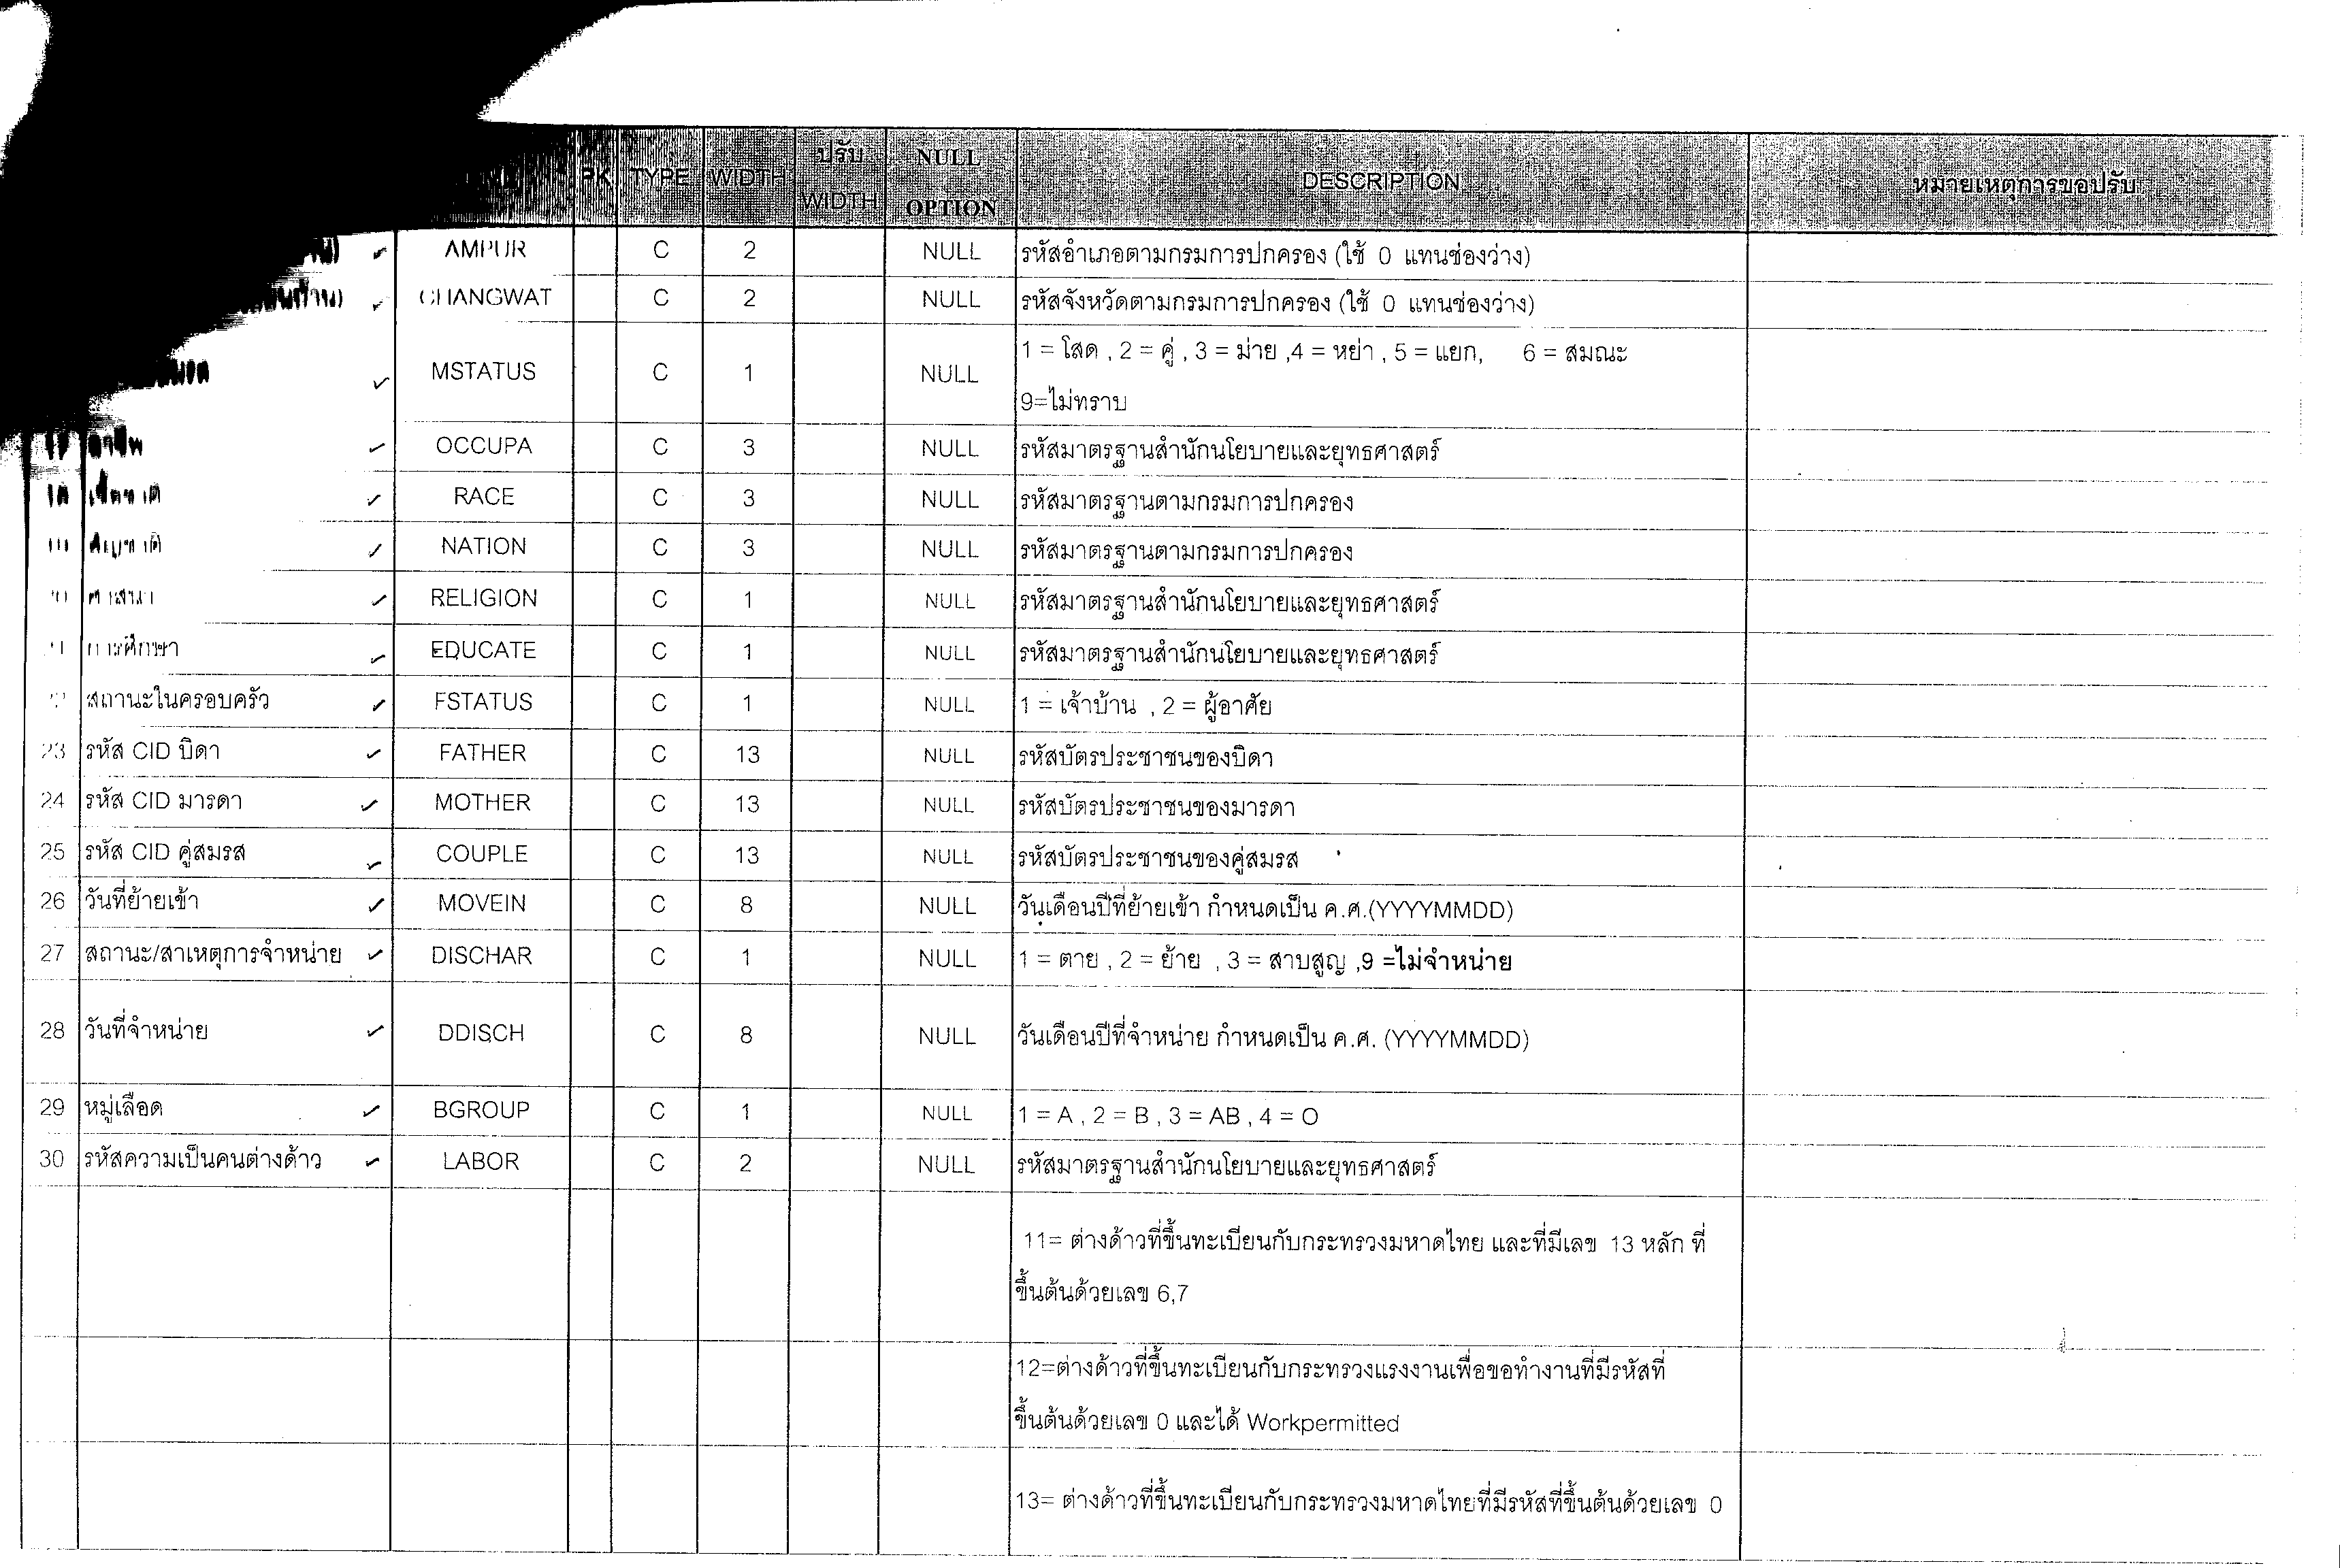 PK TYPE WIDTH ปรับ WIDTH NULL OPTION DESCRIPTION หมายเหตุการขอปรับ
AMPUR C 2 NULL รหัสอำเภอตามกรมการปกครอง (ใช้ 0 แทนช่องว่าง)
CHANGWAT C 2 NULL รหัสจังหวัดตามกรมการปกครอง (ใช้ 0 แทนช่องว่าง)
MSTATUS C 1 NULL 1 = โสด , 2 = คู่ , 3 = ม่าย ,4 = หย่า , 5 = แยก, 6 = สมณะ
9=ไม่ทราบ
อาชีพ OCCUPA C 3 NULL รหัสมาตรฐานสำนักนโยบายและยุทธศาสตร์
เชื้อชาติ RACE C 3 NULL รหัสมาตรฐานตามกรมการปกครอง
สัญชาติ NATION C 3 NULL รหัสมาตรฐานตามกรมการปกครอง
ศาสนา RELIGION C 1 NULL รหัสมาตรฐานสำนักนโยบายและยุทธศาสตร์
การศึกษา EDUCATE C 1 NULL รหัสมาตรฐานสำนักนโยบายและยุทธศาสตร์
สถานะในครอบครัว FSTATUS C 1 NULL 1 = เจ้าบ้าน , 2 = ผู้อาศัย
23 รหัส CID บิดา FATHER C 13 NULL รหัสบัตรประชาชนของบิดา
24 รหัส CID มารดา MOTHER C 13 NULL รหัสบัตรประชาชนของมารดา
25 รหัส CID คู่สมรส COUPLE C 13 NULL รหัสบัตรประชาชนของคู่สมรส
26 วันที่ย้ายเข้า MOVEIN C 8 NULL วันเดือนปีที่ย้ายเข้า กำหนดเป็น ค.ศ.(YYYYMMDD)
27 สถานะ/สาเหตุการจำหน่าย DISCHAR C 1 NULL 1 = ตาย , 2 = ย้าย , 3 = สาบสูญ ,9 =ไม่จำหน่าย
28 วันที่จำหน่าย DDISCH C 8 NULL วันเดือนปีที่จำหน่าย กำหนดเป็น ค.ศ. (YYYYMMDD)
29 หมู่เลือด BGROUP C 1 NULL 1 = A , 2 = B , 3 = AB , 4 = O
30 รหัสความเป็นคนต่างด้าว LABOR C 2 NULL รหัสมาตรฐานสำนักนโยบายและยุทธศาสตร์
11= ต่างด้าวที่ขึ้นทะเบียนกับกระทรวงมหาดไทย และที่มีเลข 13 หลัก ที่
ขึ้นต้นด้วยเลข 6,7
12=ต่างด้าวที่ขึ้นทะเบียนกับกระทรวงแรงงานเพื่อขอทำงานที่มีรหัสที่
ขึ้นต้นด้วยเลข 0 และได้ Workpermitted
13= ต่างด้าวที่ขึ้นทะเบียนกับกระทรวงมหาดไทยที่มีรหัสที่ขึ้นต้นด้วยเลข 0